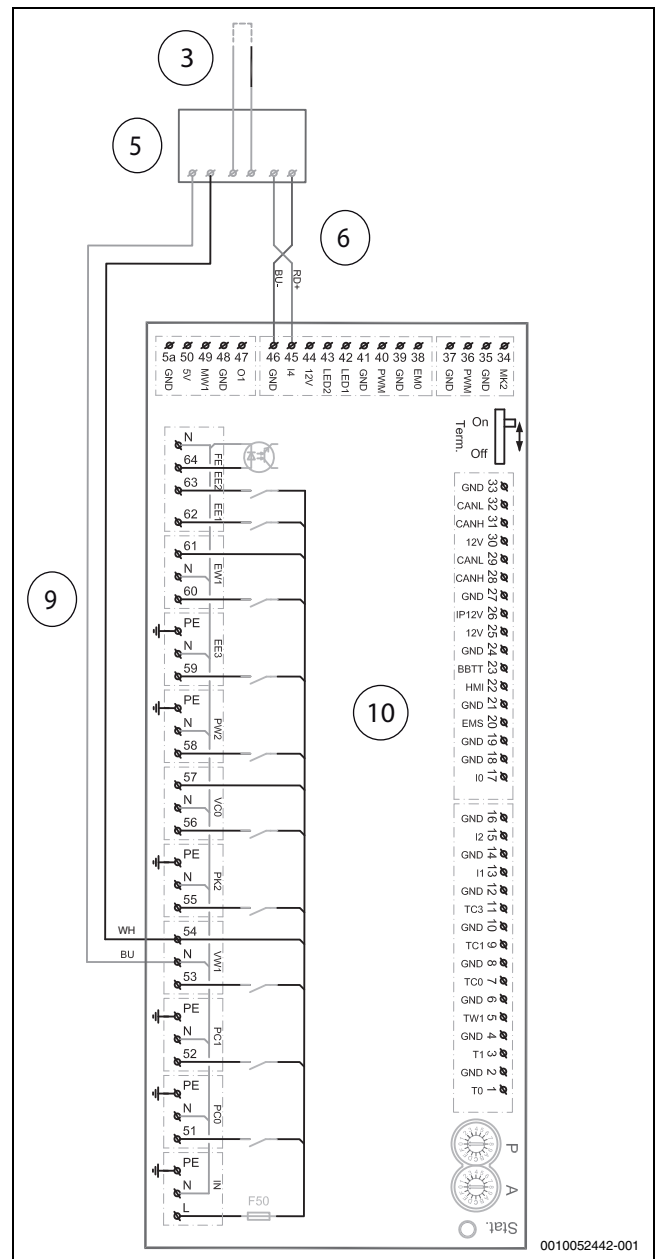 3
5
6
BU-
RD+
5a 50 49 48 47
GND 5V MW1 GND O1
46 45 44 43 42 41 40 39 38
GND I4 12V LED2 LED1 GND PWM GND EM0
37 36 35 34
GND PWM GND MK2
On
Term.
Off
N
64
FE
63
EE2
62
EE1
61
N
EW1
60
PE
N
EE3
59
PE
N
PW2
58
57
N
VC0
56
PE
N
PK2
55
WH
54
BU
N
VW1
53
PE
N
PC1
52
PE
N
PC0
51
PE
N
IN
L
F50
9
10
GND 33
CANL 32
CANH 31
12V 30
CANL 29
CANH 28
GND 27
IP12V 26
12V 25
GND 24
BBTT 23
HMI 22
GND 21
EMS 20
GND 19
GND 18
I0 17
GND 16
I2 15
GND 14
I1 13
GND 12
TC3 11
GND 10
TC1 9
GND 8
TC0 7
GND 6
TW1 5
GND 4
T1 3
GND 2
T0 1
P
A
Stat.
0010052442-001